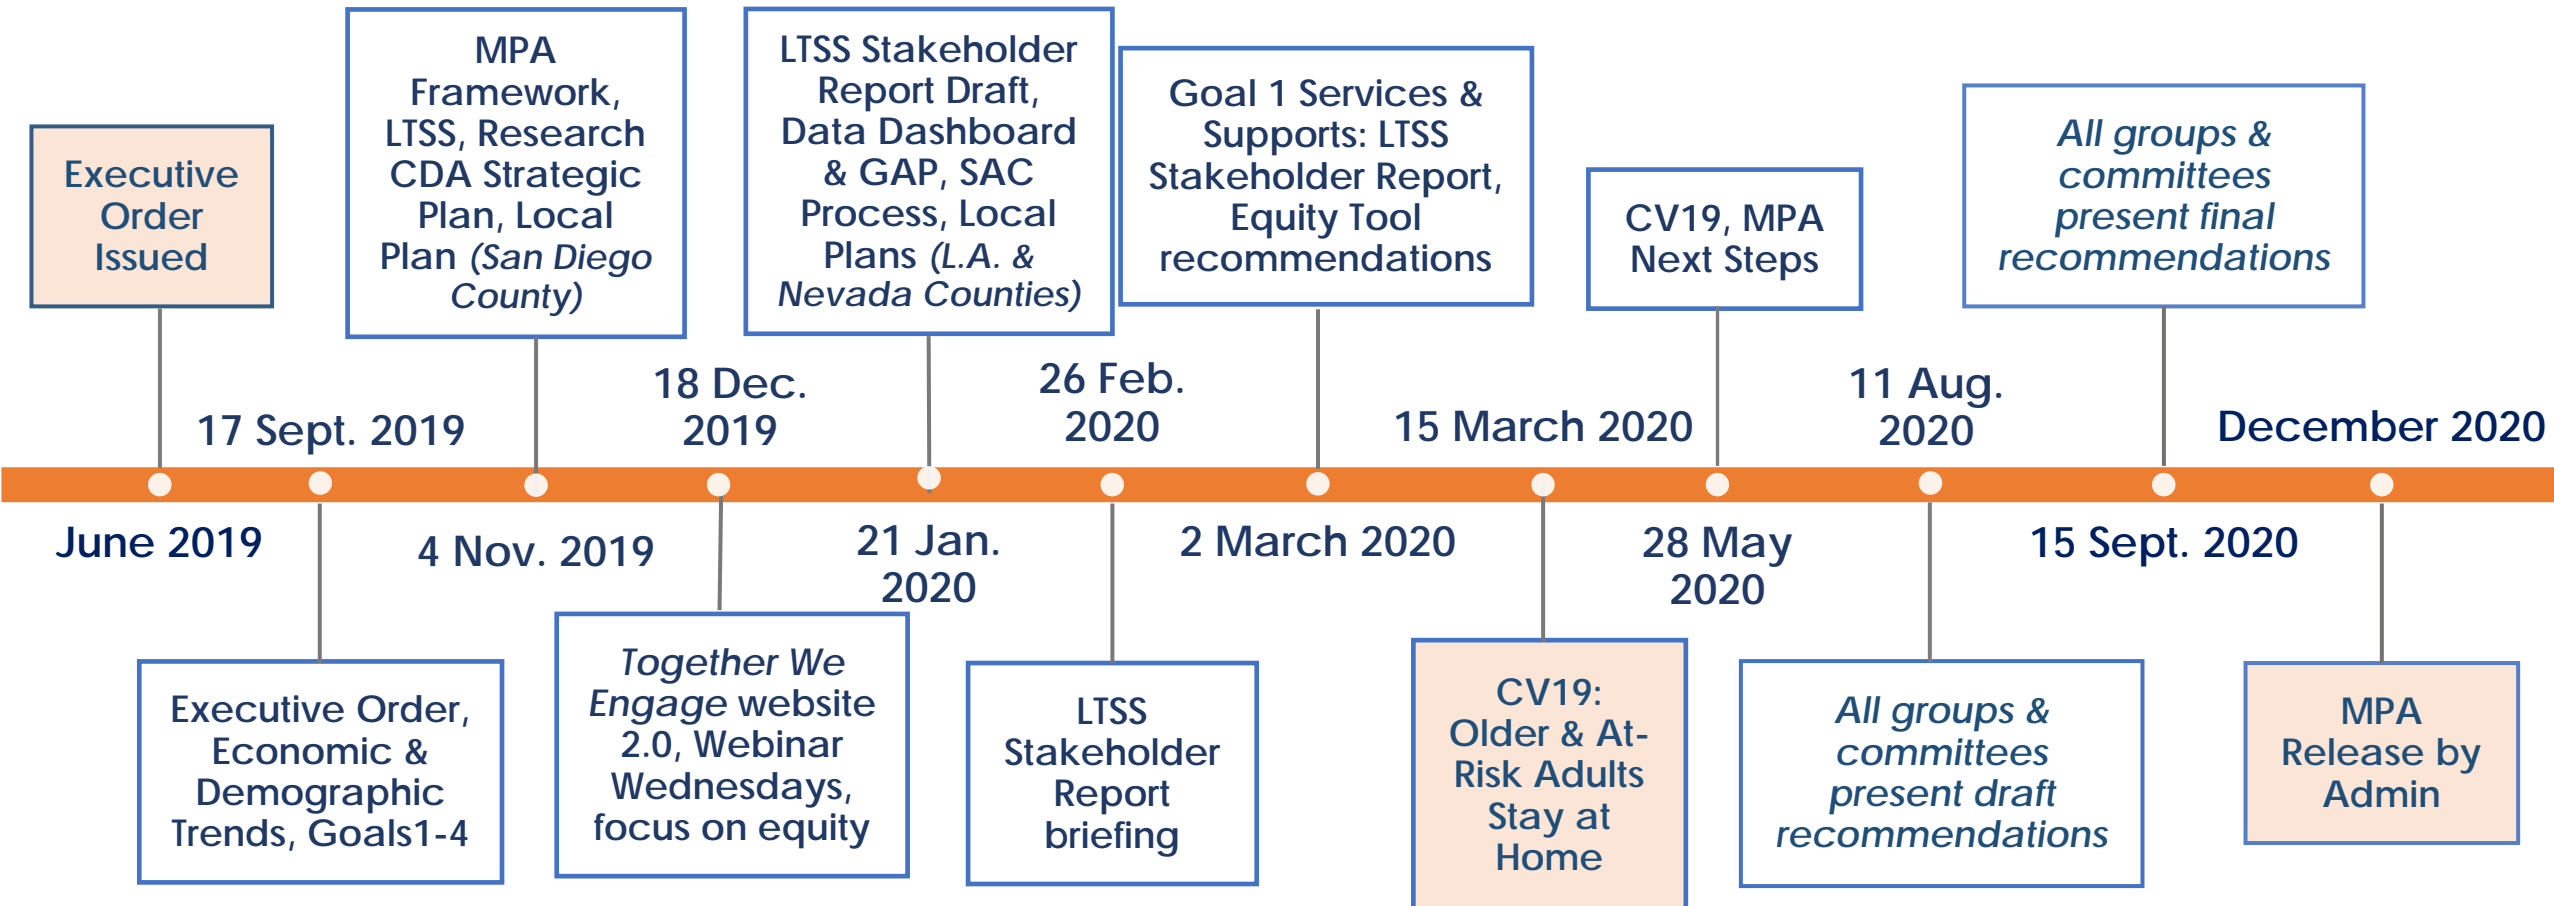 Executive
Order
Issued
June 2019
17 Sept. 2019
Executive Order,
Economic &
Demographic
Trends, Goals1-4
MPA
Framework,
LTSS, Research
CDA Strategic
Plan, Local
Plan (San Diego
County)
4 Nov. 2019
18 Dec.
2019
Together We
Engage website
2.0, Webinar
Wednesdays,
focus on equity
LTSS Stakeholder
Report Draft,
Data Dashboard
& GAP, SAC
Process, Local
Plans (L.A. &
Nevada Counties)
21 Jan.
2020
26 Feb.
2020
LTSS
Stakeholder
Report
briefing
Goal 1 Services &
Supports: LTSS
Stakeholder Report,
Equity Tool
recommendations
2 March 2020
15 March 2020
CV19:
Older & At-
Risk Adults
Stay at
Home
CV19, MPA
Next Steps
28 May
2020
11 Aug.
2020
All groups &
committees
present draft
recommendations
All groups &
committees
present final
recommendations
15 Sept. 2020
December 2020
MPA
Release by
Admin